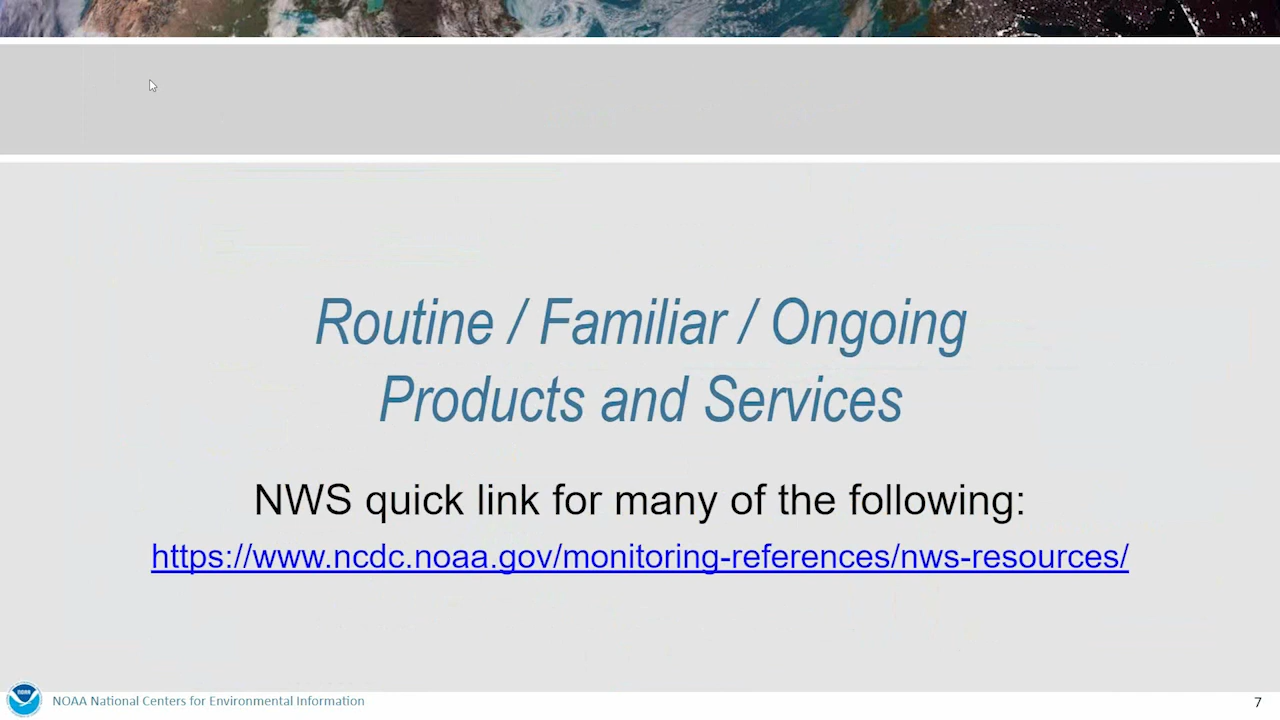 Routine / Familiar / Ongoing
Products and Services
NWS quick link for many of the following:
https://www.ncdc.noaa.gov/monitoring-references/nws-resources/
NOAA
NOAA National Centers for Environmental Information
7